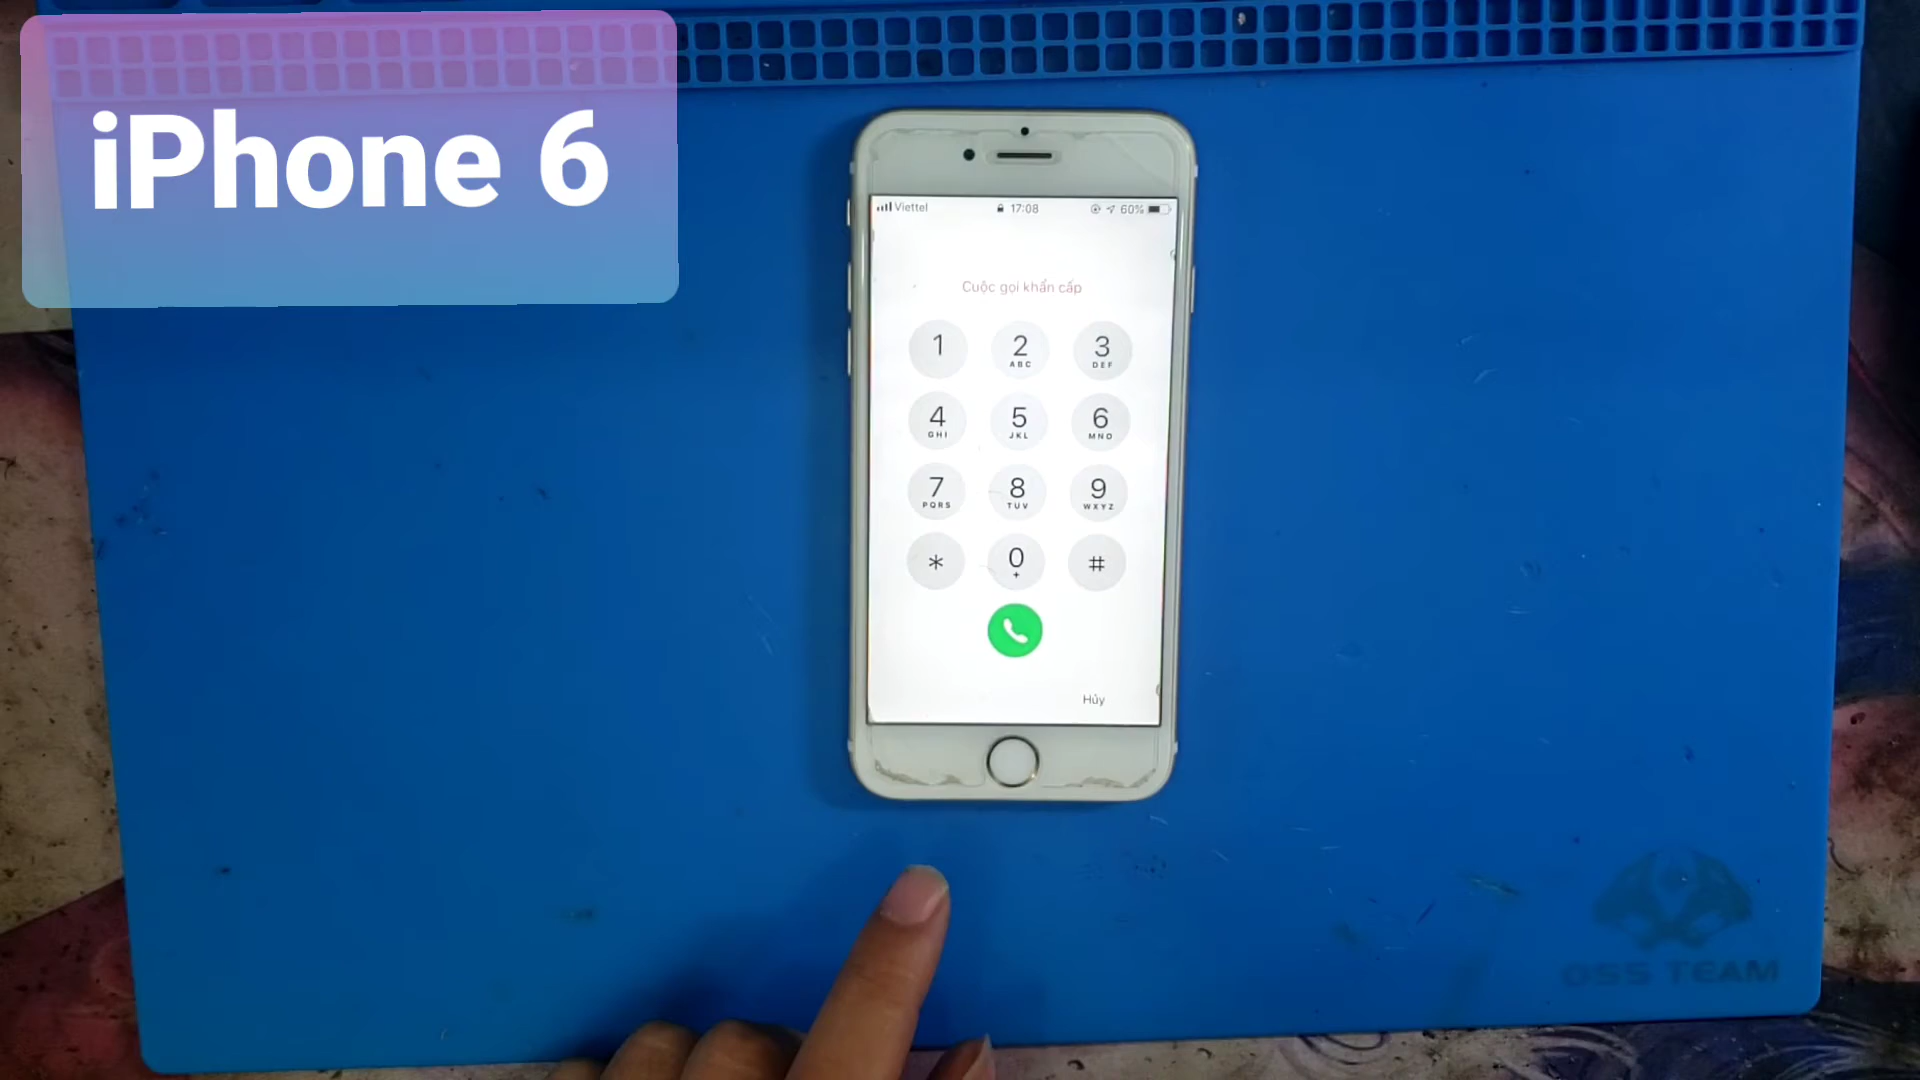 iPhone 6
Viettel 17:08 60%
Cuộc gọi khẩn cấp
1 2 3
ABC DEF
4 5 6
GHI JKL MNO
7 8 9
PQRS TUV WXYZ
* 0 #
+
Hủy
OSS TEAM